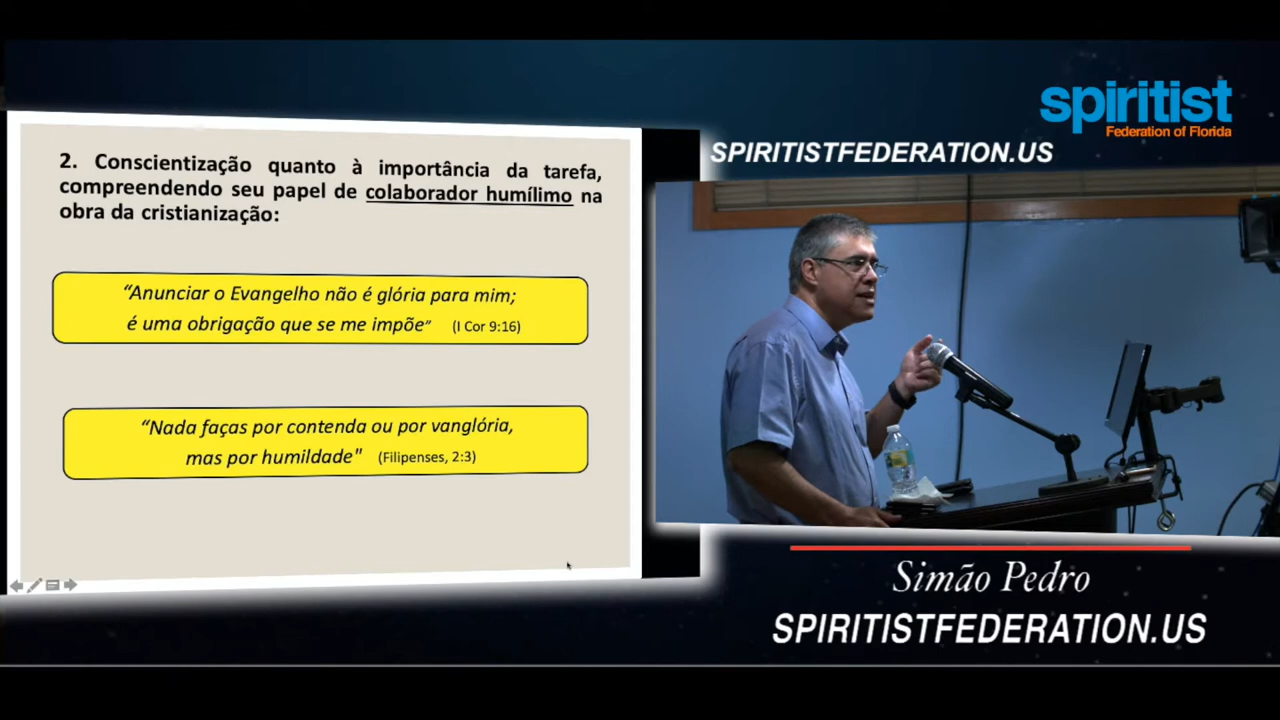 spiritist
Federation of Florida
SPIRITISTFEDERATION.US
2. Conscientização quanto à importância da tarefa,
compreendendo seu papel de colaborador humílimo na
obra da cristianização:
“Anunciar o Evangelho não é glória para mim;
é uma obrigação que se me impõe” (I Cor 9:16)
“Nada faças por contenda ou por vanglória,
mas por humildade" (Filipenses, 2:3)
Simão Pedro
SPIRITISTFEDERATION.US